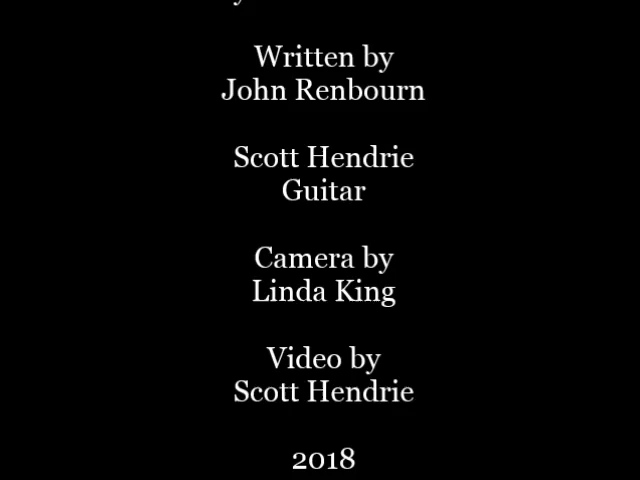 Written by
John Renbourn
Scott Hendrie
Guitar
Camera by
Linda King
Video by
Scott Hendrie
2018